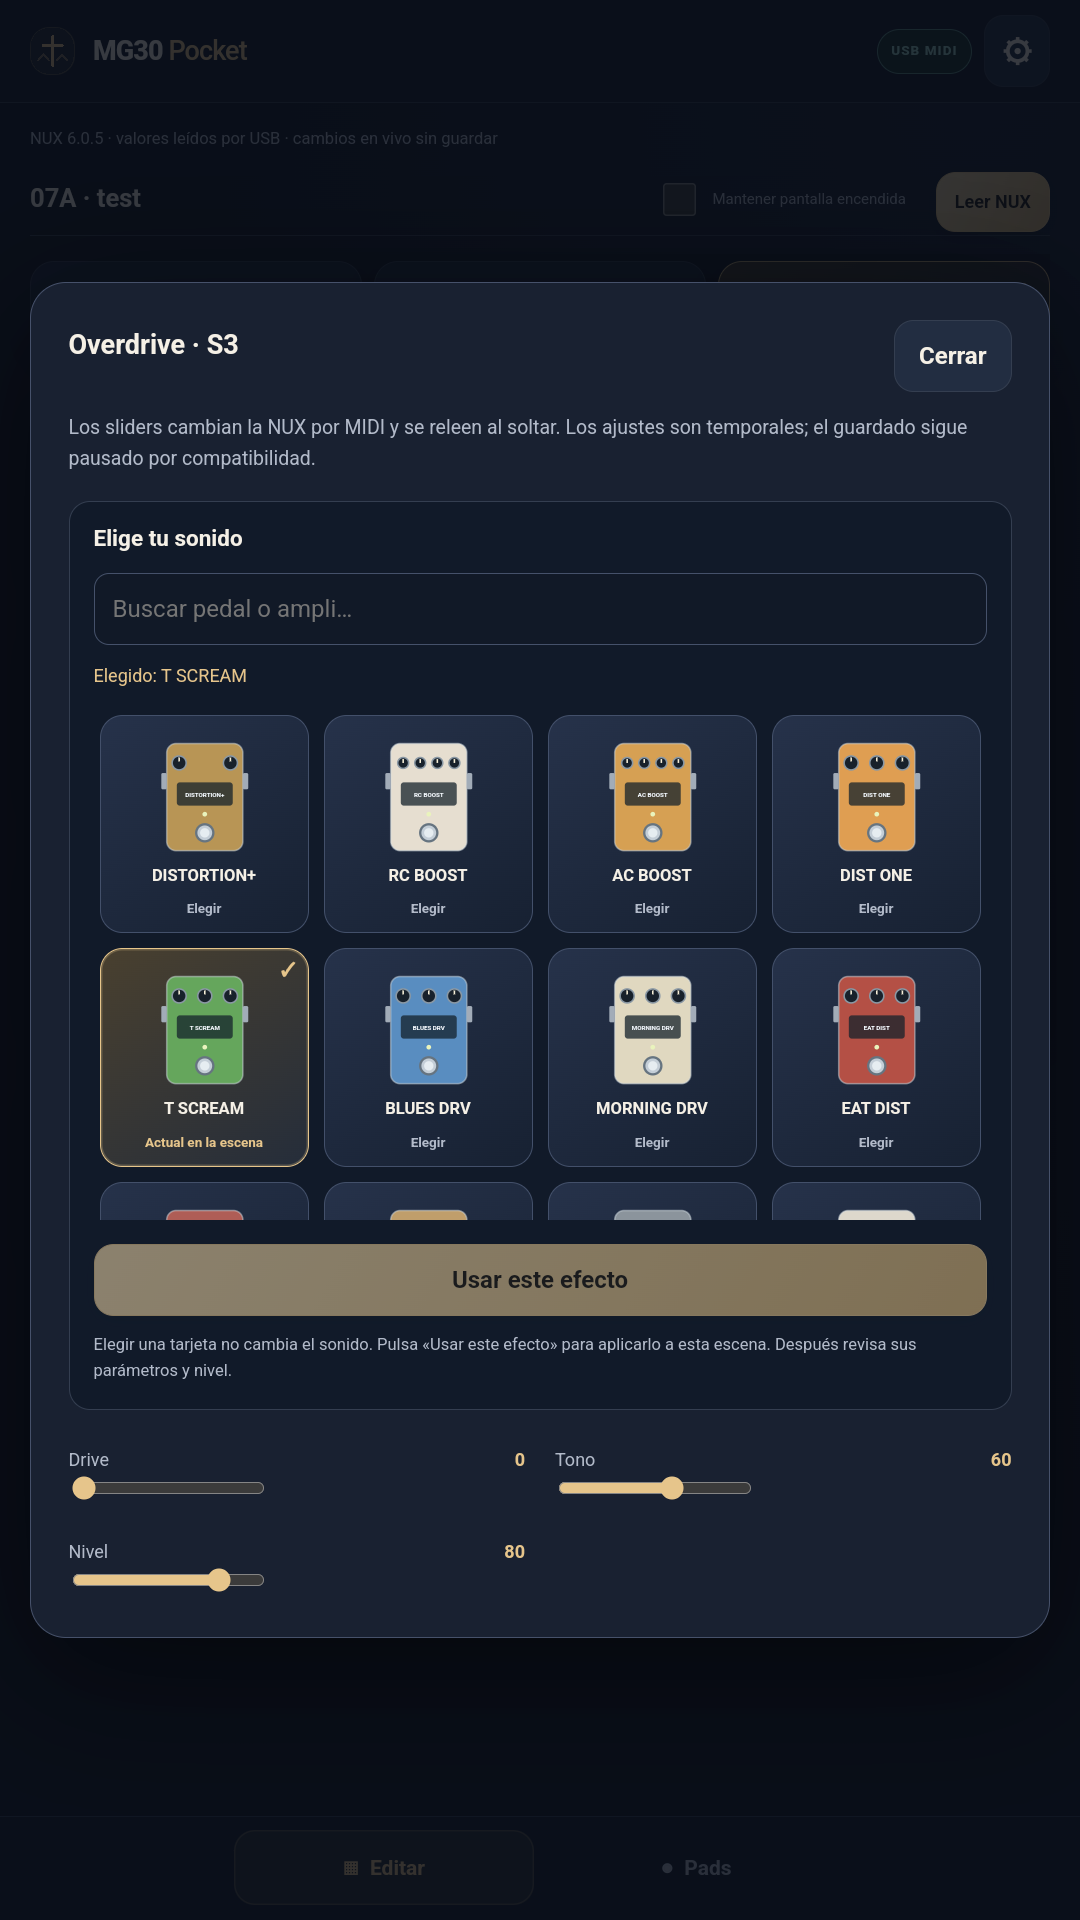 MG30 Pocket
USB MIDI
NUX 6.0.5 · valores leídos por USB · cambios en vivo sin guardar
07A · test
Mantener pantalla encendida
Leer NUX
Overdrive · S3
Cerrar
Los sliders cambian la NUX por MIDI y se releen al soltar. Los ajustes son temporales; el guardado sigue
pausado por compatibilidad.
Elige tu sonido
Buscar pedal o ampli…
Elegido: T SCREAM
DISTORTION+
RC BOOST
AC BOOST
DIST ONE
DISTORTION+
RC BOOST
AC BOOST
DIST ONE
Elegir
Elegir
Elegir
Elegir
✓
T SCREAM
BLUES DRV
MORNING DRV
EAT DIST
T SCREAM
BLUES DRV
MORNING DRV
EAT DIST
Actual en la escena
Elegir
Elegir
Elegir
Usar este efecto
Elegir una tarjeta no cambia el sonido. Pulsa «Usar este efecto» para aplicarlo a esta escena. Después revisa sus
parámetros y nivel.
Drive
0
Tono
60
Nivel
80
Editar
Pads